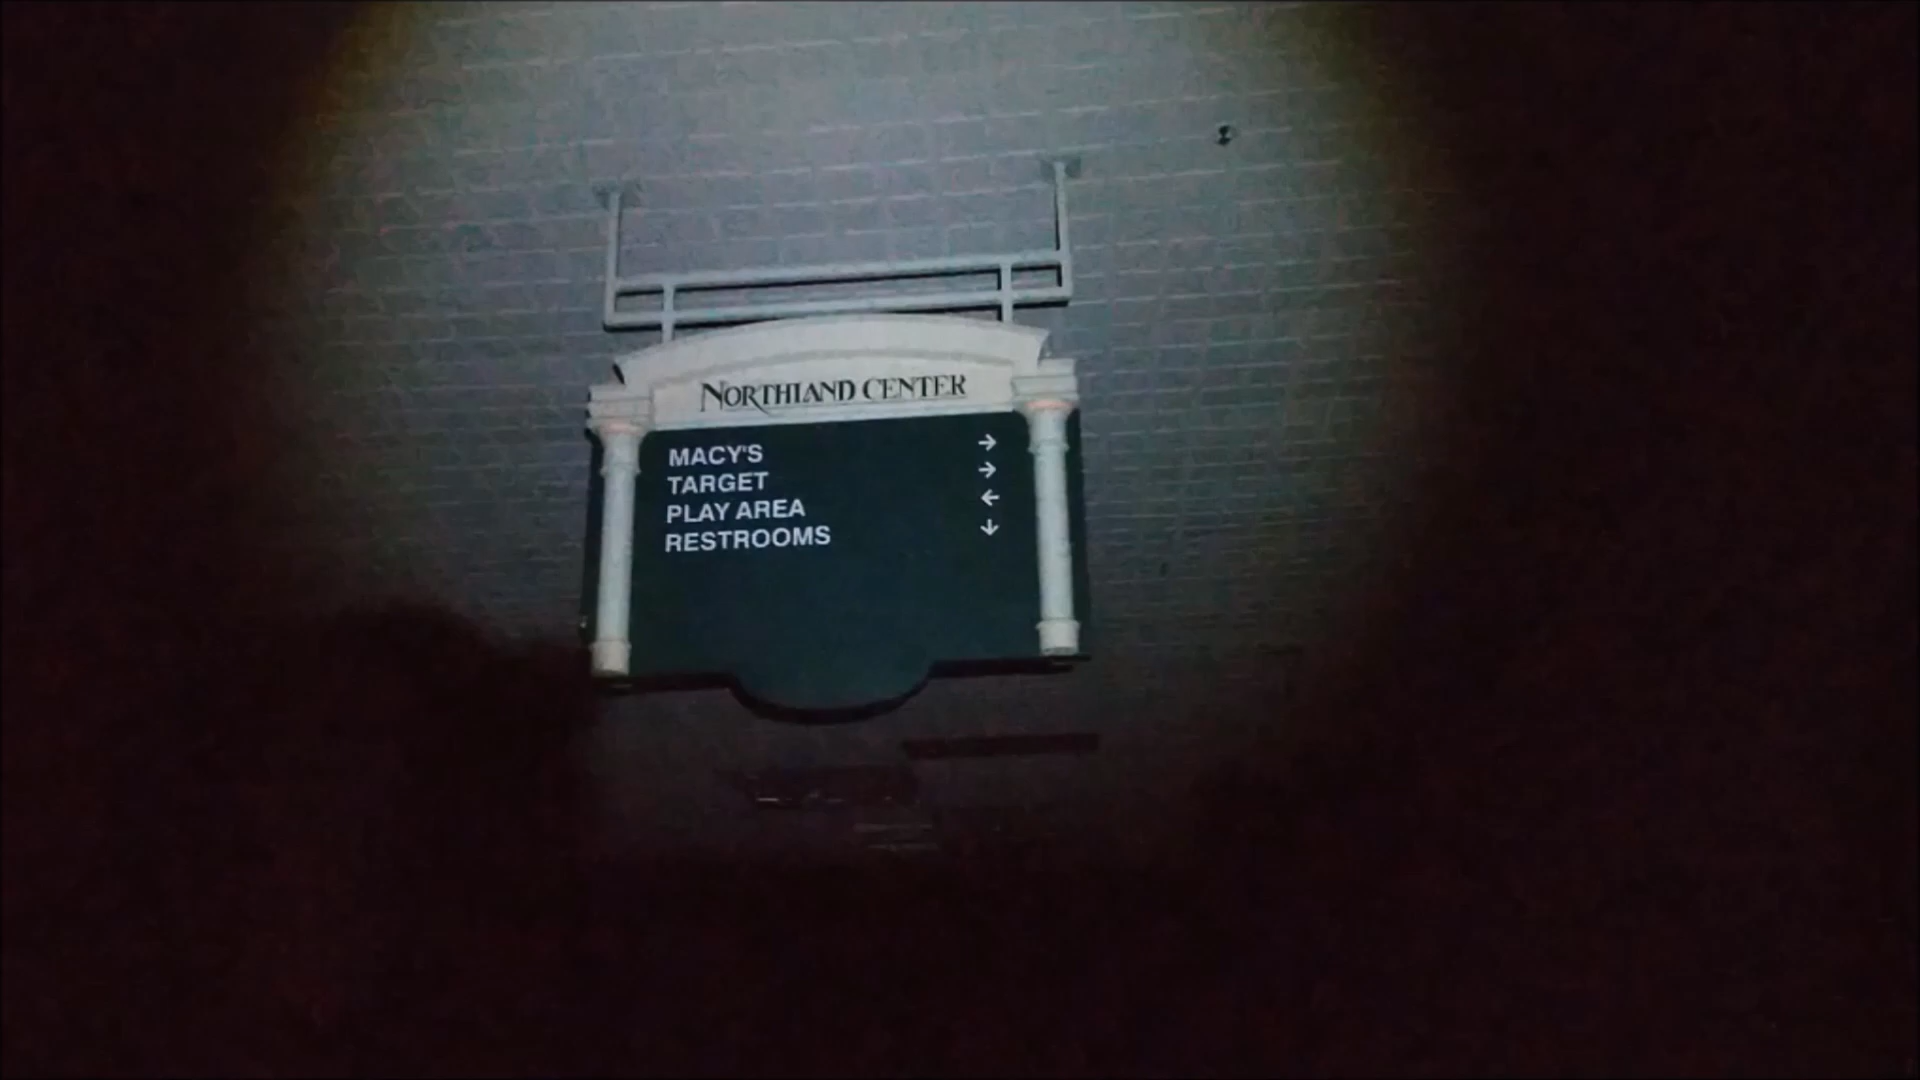 NORTHLAND CENTER
MACY'S →
TARGET →
PLAY AREA ←
RESTROOMS ↓